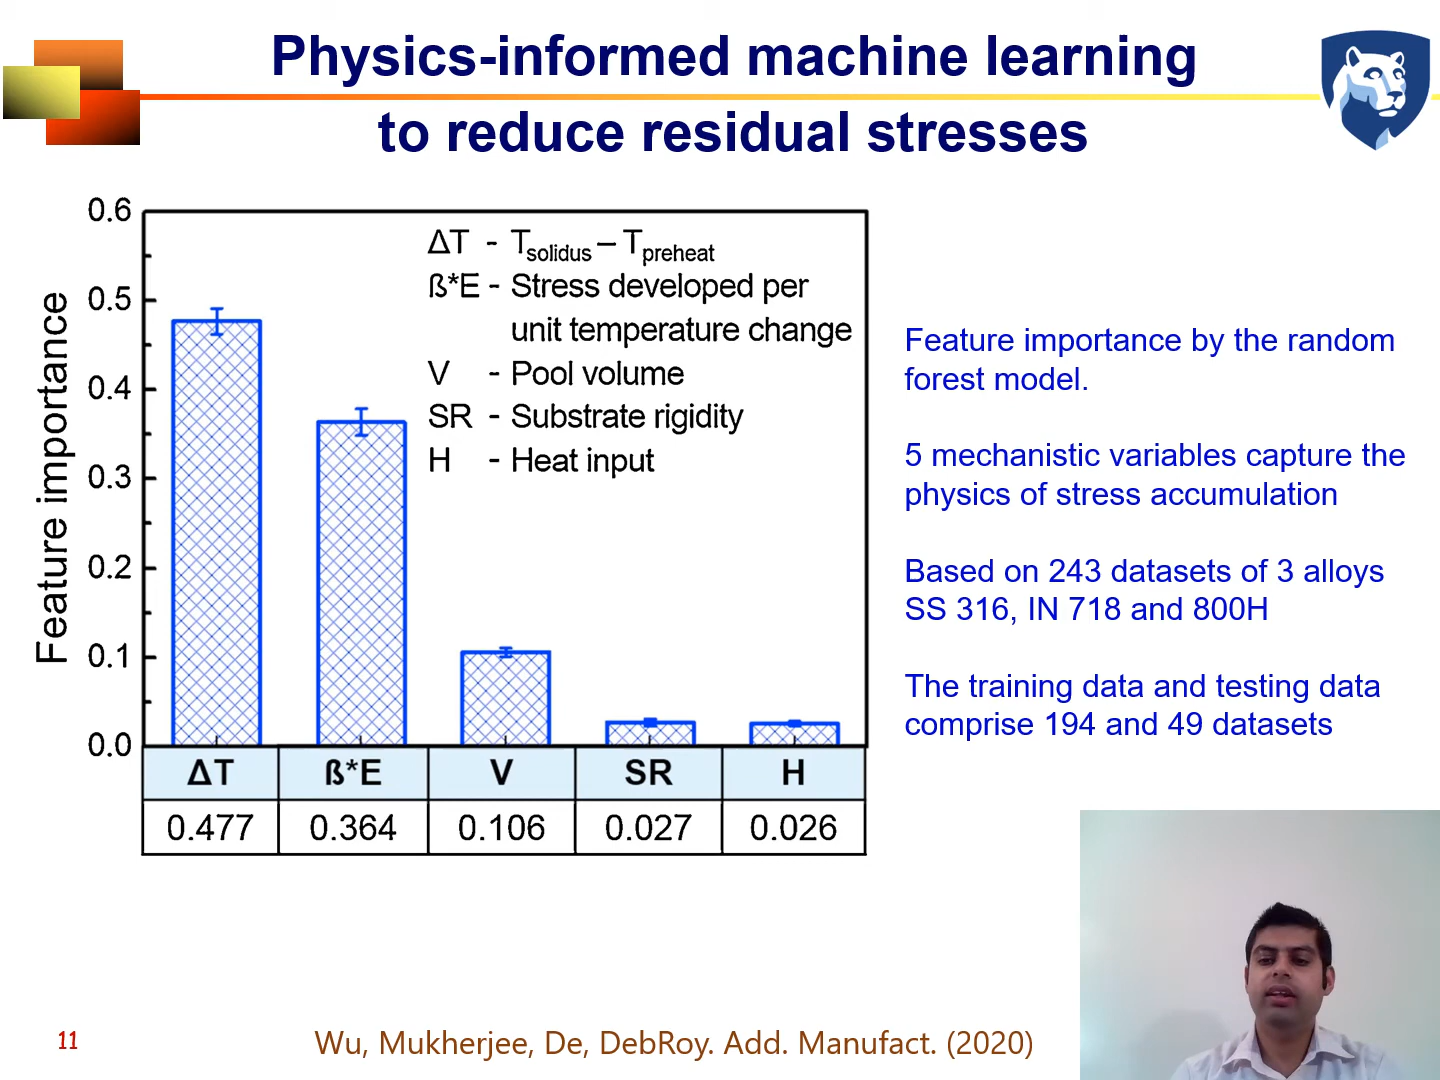 Physics-informed machine learning
to reduce residual stresses
0.6
0.5
0.4
0.3
0.2
0.1
0.0
Feature importance
ΔT - Tsolidus – Tpreheat
ß*E - Stress developed per
unit temperature change
V - Pool volume
SR - Substrate rigidity
H - Heat input
ΔT ß*E V SR H
0.477 0.364 0.106 0.027 0.026
Feature importance by the random
forest model.
5 mechanistic variables capture the
physics of stress accumulation
Based on 243 datasets of 3 alloys
SS 316, IN 718 and 800H
The training data and testing data
comprise 194 and 49 datasets
11
Wu, Mukherjee, De, DebRoy. Add. Manufact. (2020)